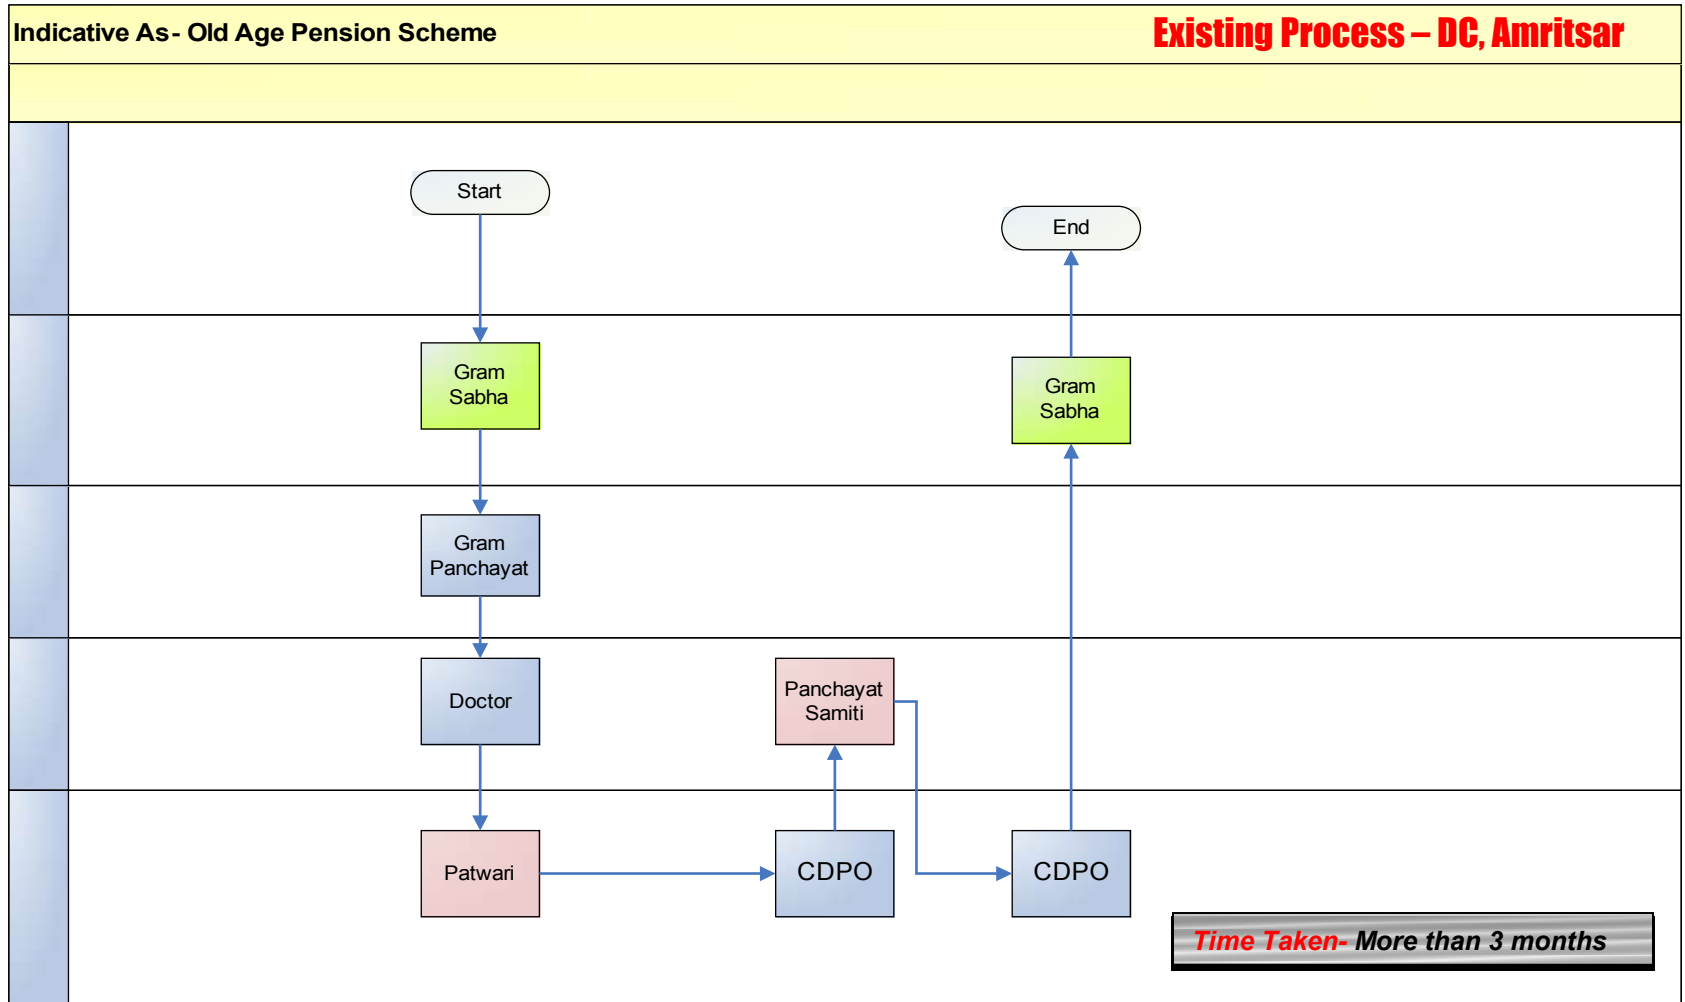 Indicative As- Old Age Pension Scheme
Existing Process – DC, Amritsar
Start
End
Gram
Sabha
Gram
Sabha
Gram
Panchayat
Doctor
Panchayat
Samiti
Patwari
CDPO
CDPO
Time Taken- More than 3 months